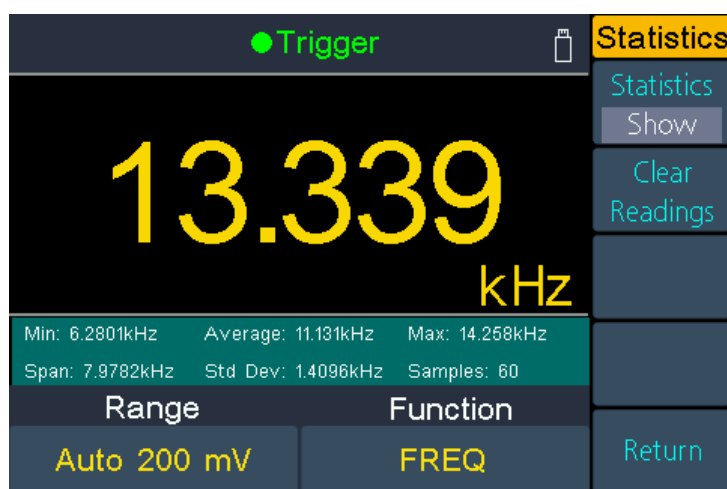 Trigger
Statistics
Statistics
Show
Clear
Readings
13.339
kHz
Min: 6.2801kHz Average: 11.131kHz Max: 14.258kHz
Span: 7.9782kHz Std Dev: 1.4096kHz Samples: 60
Range Function
Auto 200 mV FREQ
Return